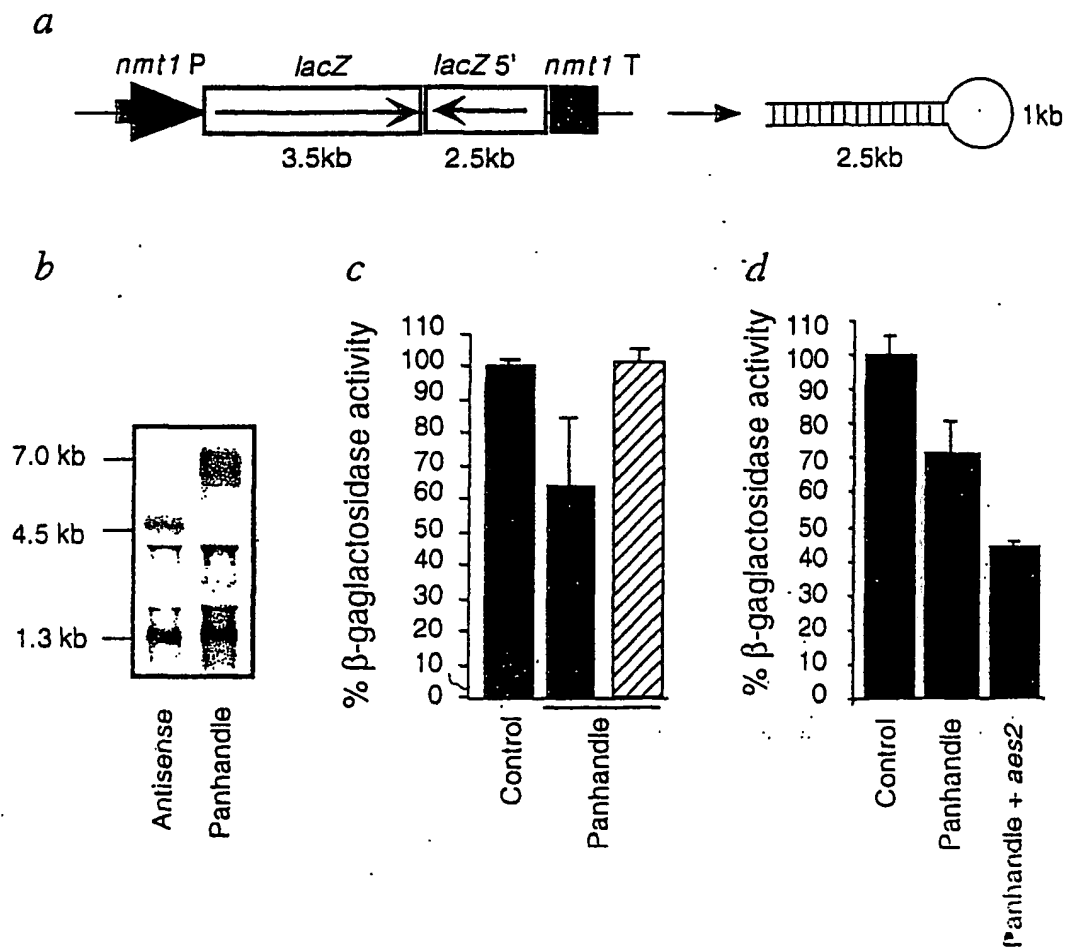 a
nmt1 P
lacZ
lacZ 5'
nmt1 T
3.5kb
2.5kb
2.5kb
1kb
b
7.0 kb
4.5 kb
1.3 kb
Antisense
Panhandle
c
% β-gaglactosidase activity
110
100
90
80
70
60
50
40
30
20
10
0
Control
Panhandle
d
% β-gaglactosidase activity
110
100
90
80
70
60
50
40
30
20
10
0
Control
Panhandle
Panhandle + aes2